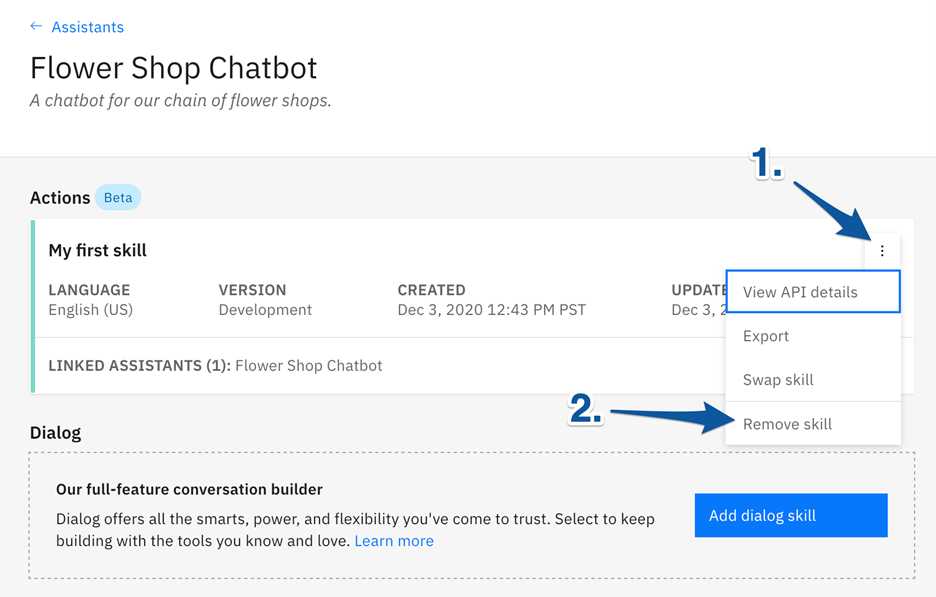 ← Assistants
Flower Shop Chatbot
A chatbot for our chain of flower shops.
1.
Actions Beta
My first skill
LANGUAGE VERSION CREATED UPDATE
English (US) Development Dec 3, 2020 12:43 PM PST Dec 3, 2
View API details
Export
LINKED ASSISTANTS (1): Flower Shop Chatbot
Swap skill
2.
Remove skill
Dialog
Our full-feature conversation builder
Dialog offers all the smarts, power, and flexibility you've come to trust. Select to keep
building with the tools you know and love. Learn more
Add dialog skill